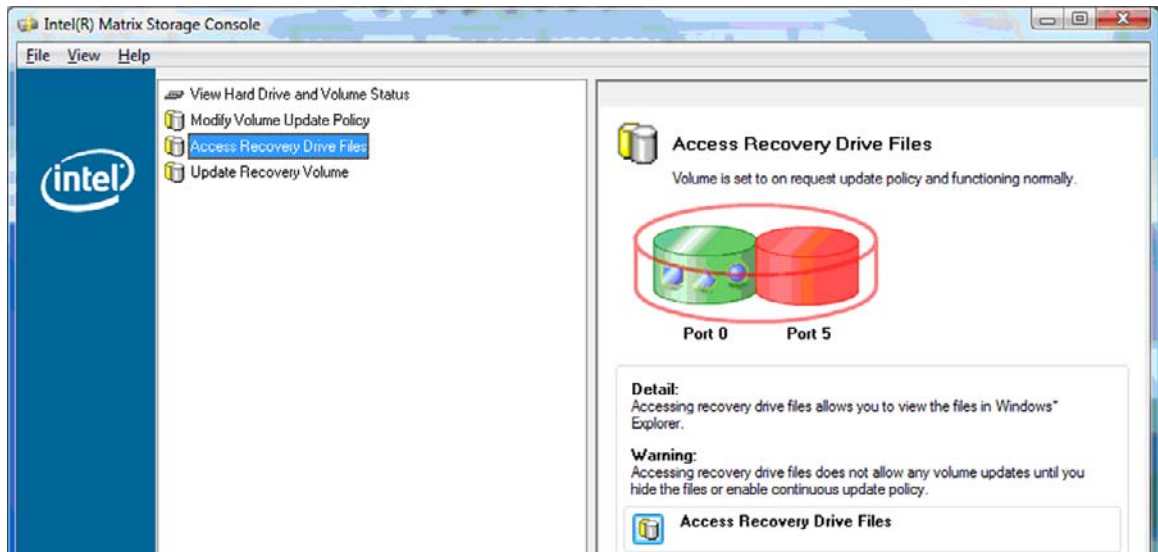 Intel(R) Matrix Storage Console
File View Help
intel
View Hard Drive and Volume Status
Modify Volume Update Policy
Access Recovery Drive Files
Update Recovery Volume
Access Recovery Drive Files
Volume is set to on request update policy and functioning normally.
Port 0 Port 5
Detail:
Accessing recovery drive files allows you to view the files in Windows*
Explorer.
Warning:
Accessing recovery drive files does not allow any volume updates until you
hide the files or enable continuous update policy.
Access Recovery Drive Files